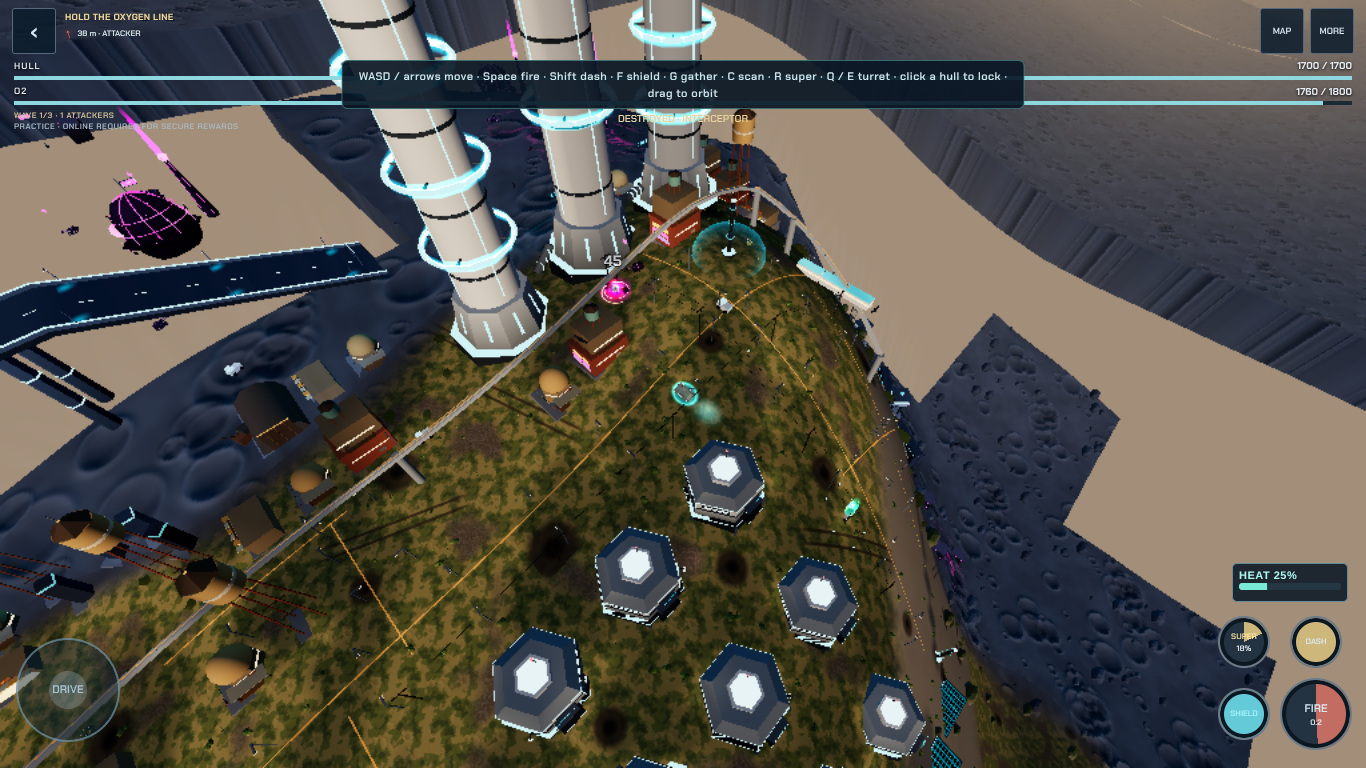 HOLD THE OXYGEN LINE
38 m · ATTACKER
MAP
MORE
HULL
1700 / 1700
O2
1760 / 1800
WASD / arrows move · Space fire · Shift dash · F shield · G gather · C scan · R super · Q / E turret · click a hull to lock ·
drag to orbit
WAVE 1/3 · 1 ATTACKERS
DESTROYED · INTERCEPTOR
PRACTICE · ONLINE REQUIRED FOR SECURE REWARDS
45
HEAT 25%
SUPER
18%
DASH
DRIVE
SHIELD
FIRE
0.2